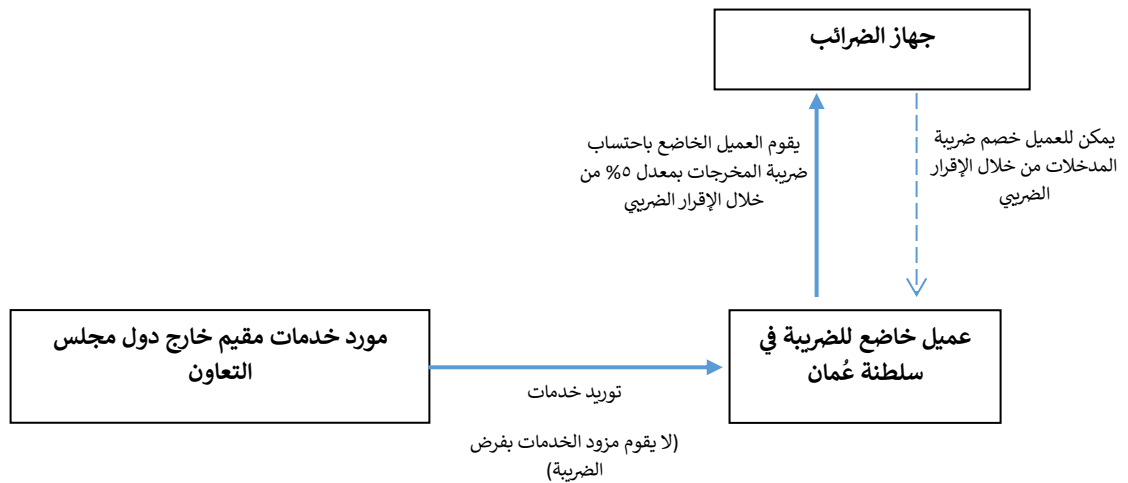 جهاز الضرائب
يقوم العميل الخاضع باحتساب
ضريبة المخرجات بمعدل ٥% من
خلال الإقرار الضريبي
يمكن للعميل خصم ضريبة
المدخلات من خلال الإقرار
الضريبي
مورد خدمات مقيم خارج دول مجلس
التعاون
عميل خاضع للضريبة في
سلطنة عُمان
توريد خدمات
(لا يقوم مزود الخدمات بفرض
الضريبة)